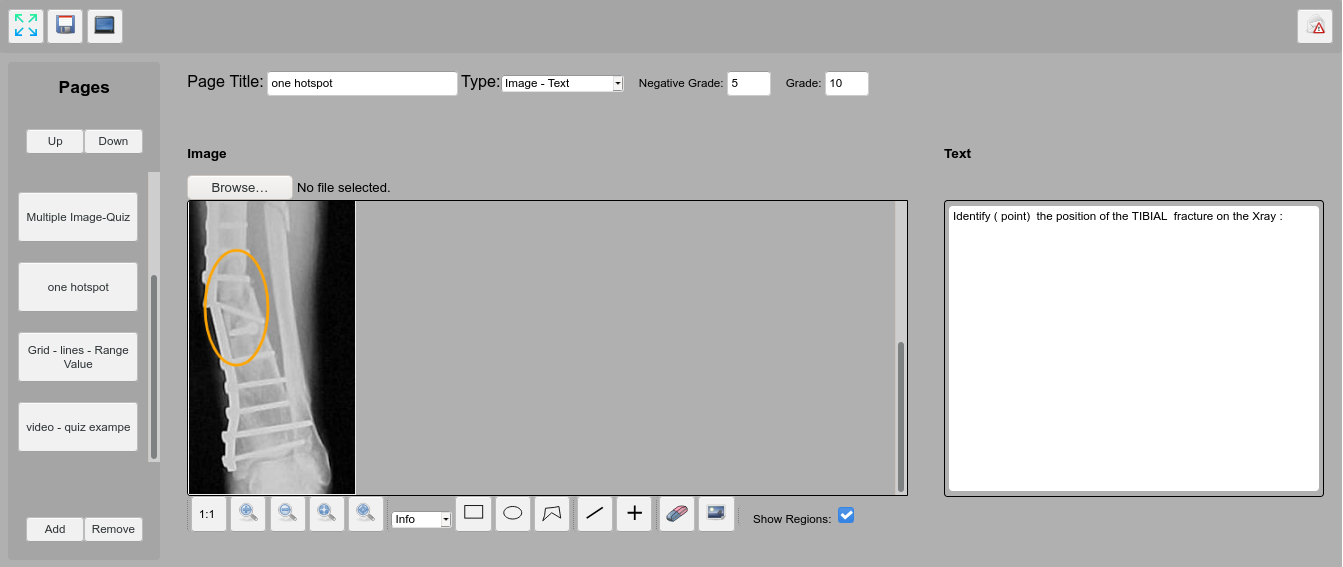 Pages
Up
Down
Multiple Image-Quiz
one hotspot
Grid - lines - Range
Value
video - quiz exampe
Add
Remove
Page Title: one hotspot Type: Image - Text Negative Grade: 5 Grade: 10
Image
Browse... No file selected.
1:1
Info
Show Regions:
Text
Identify ( point)  the position of the TIBIAL  fracture on the Xray :